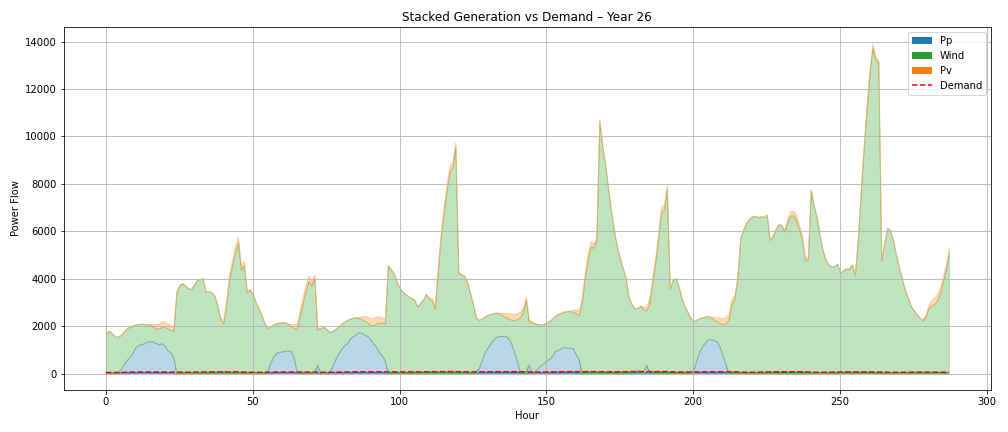 Stacked Generation vs Demand – Year 26
Power Flow
14000
12000
10000
8000
6000
4000
2000
0
Pp
Wind
Pv
Demand
0 50 100 150 200 250 300
Hour